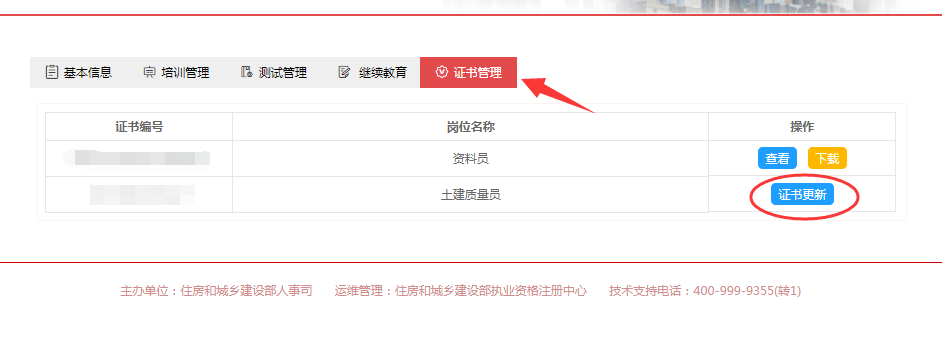 基本信息 培训管理 测试管理 继续教育 证书管理
证书编号 岗位名称 操作
资料员 查看 下载
土建质量员 证书更新
主办单位：住房和城乡建设部人事司 运维管理：住房和城乡建设部执业资格注册中心 技术支持电话：400-999-9355(转1)